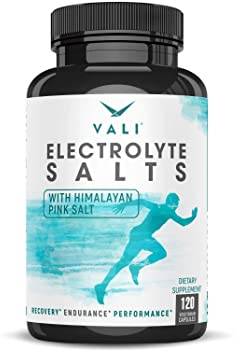 VALI®
ELECTROLYTE
SALTS
WITH HIMALAYAN
PINK SALT
DIETARY
SUPPLEMENT
120
VEGETARIAN
CAPSULES
RECOVERY* ENDURANCE* PERFORMANCE*